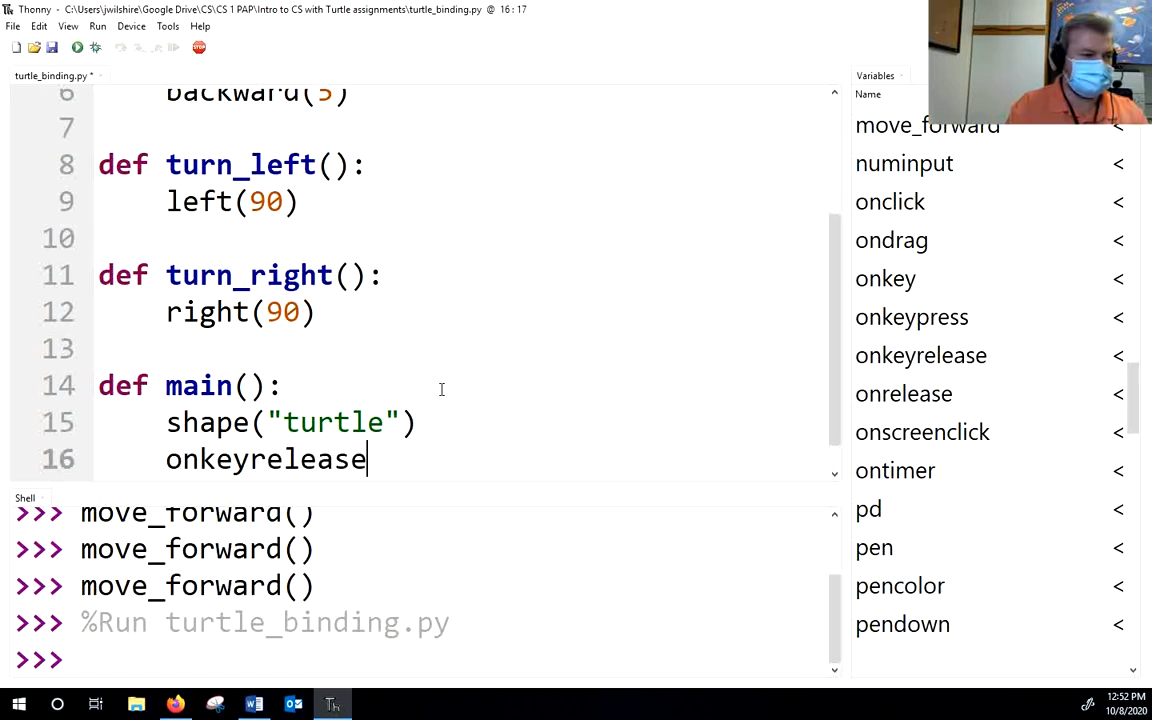 Thonny - C:\Users\jwilshire\Google Drive\CS\CS 1 PAP\Intro to CS with Turtle assignments\turtle_binding.py @ 16 : 17
File Edit View Run Device Tools Help
STOP
turtle_binding.py *
6 backward(5)
7
8 def turn_left():
9 left(90)
10
11 def turn_right():
12 right(90)
13
14 def main():
15 shape("turtle")
16 onkeyrelease
Shell
>>> move_forward()
>>> move_forward()
>>> move_forward()
>>> %Run turtle_binding.py
>>>
Variables
Name
move_forward <
numinput <
onclick <
ondrag <
onkey <
onkeypress <
onkeyrelease <
onrelease <
onscreenclick <
ontimer <
pd <
pen <
pencolor <
pendown <
12:52 PM
10/8/2020